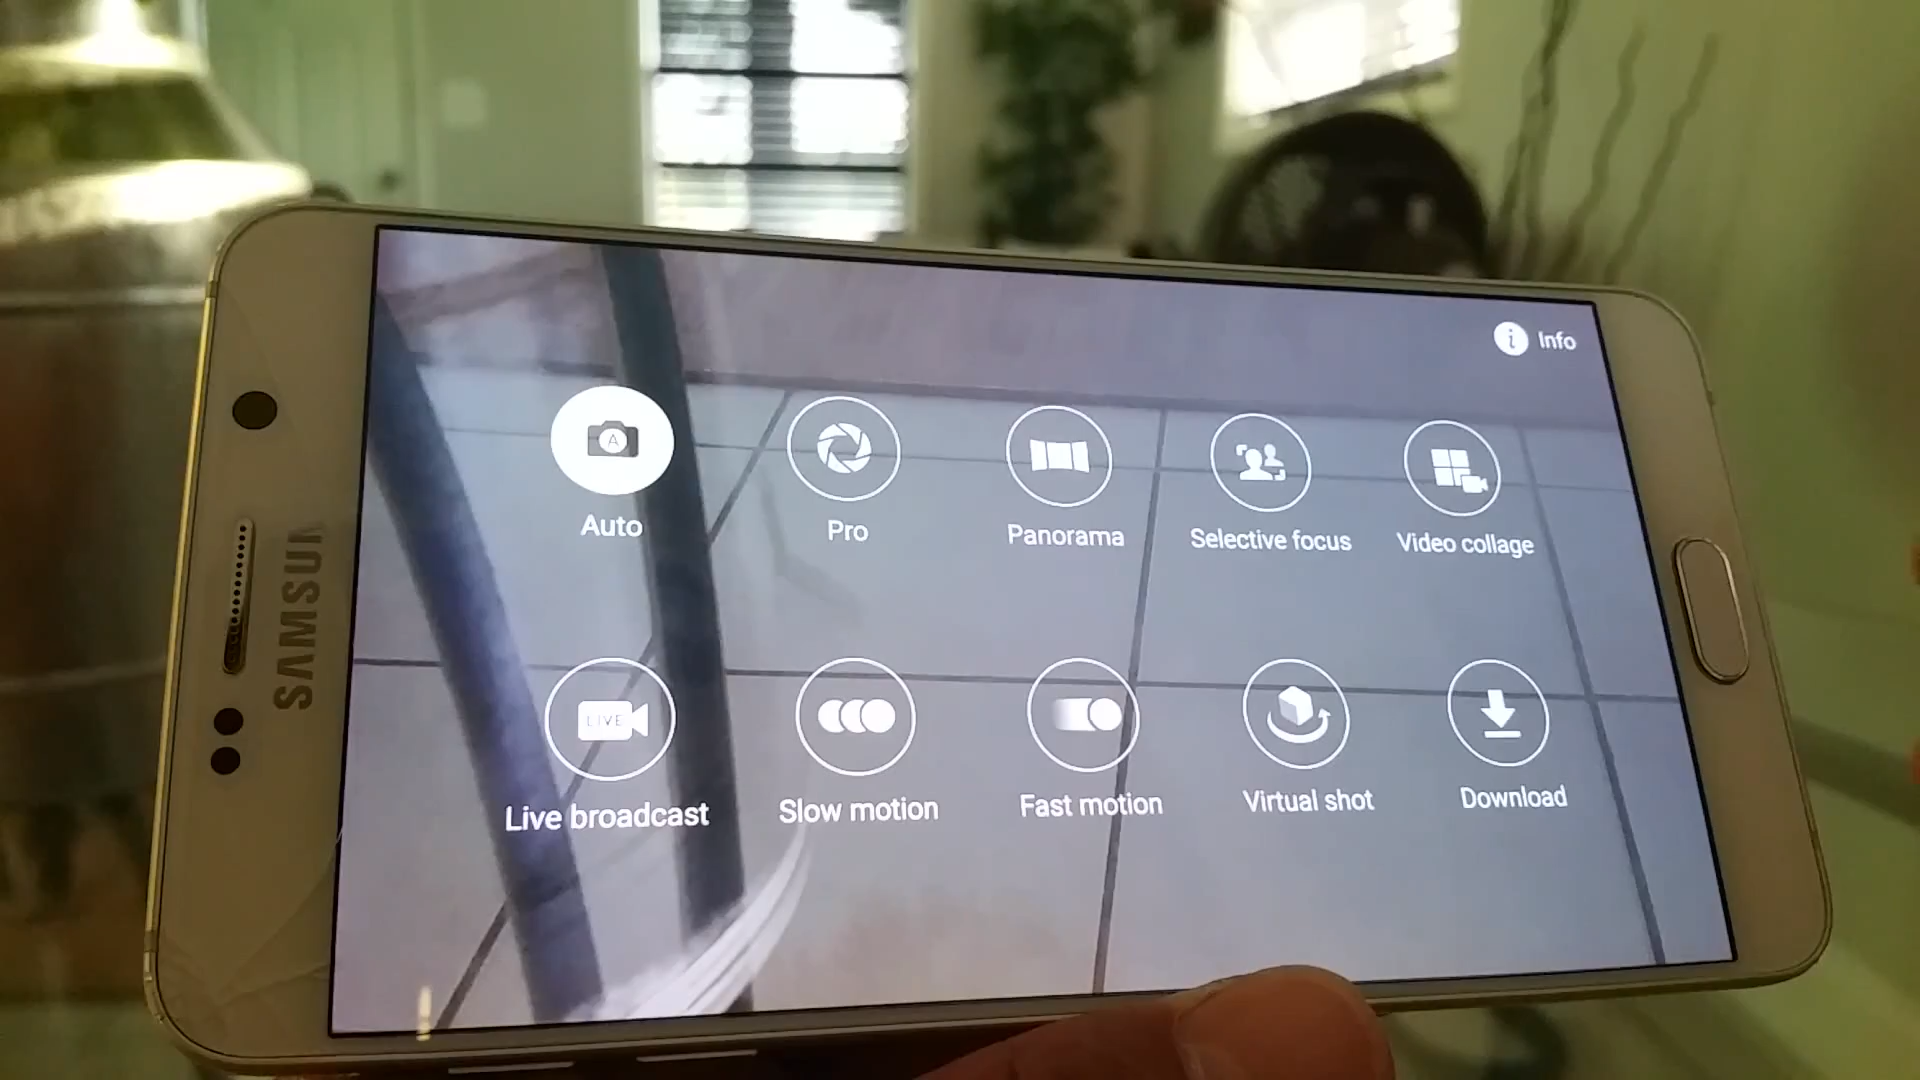 Info
A
Auto
Pro
Panorama
Selective focus
Video collage
LIVE
Live broadcast
Slow motion
Fast motion
Virtual shot
Download
SAMSUN